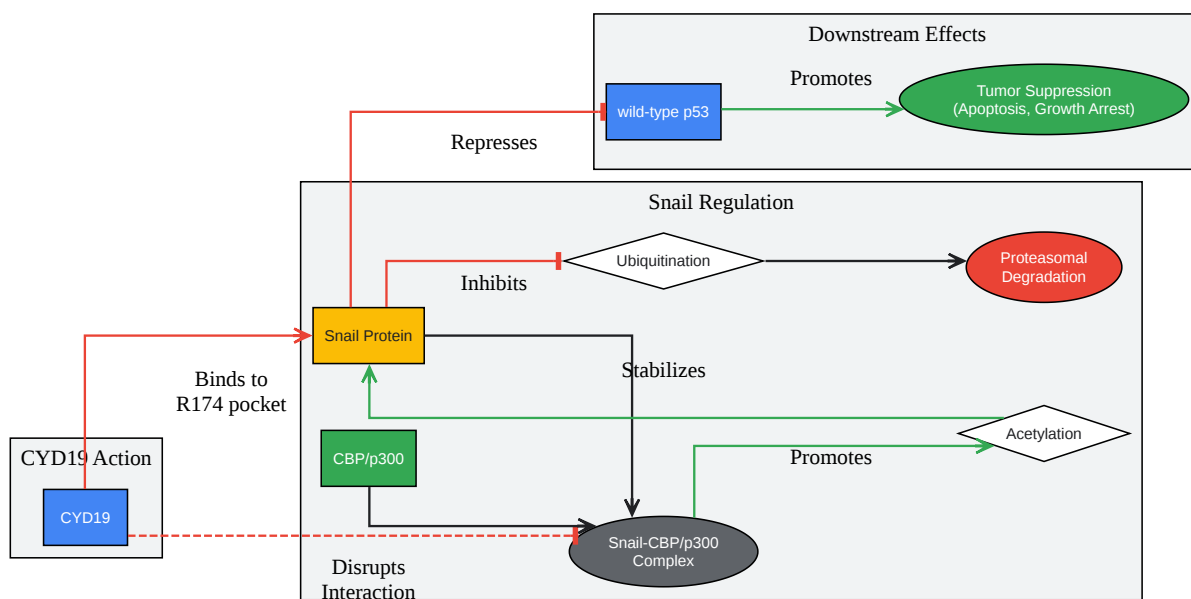 Downstream Effects
Promotes
Tumor Suppression
(Apoptosis, Growth Arrest)
wild-type p53
Represses
Snail Regulation
Ubiquitination
Proteasomal
Degradation
Inhibits
Snail Protein
Stabilizes
Binds to
R174 pocket
Acetylation
CBP/p300
Promotes
CYD19 Action
CYD19
Snail-CBP/p300
Complex
Disrupts
Interaction